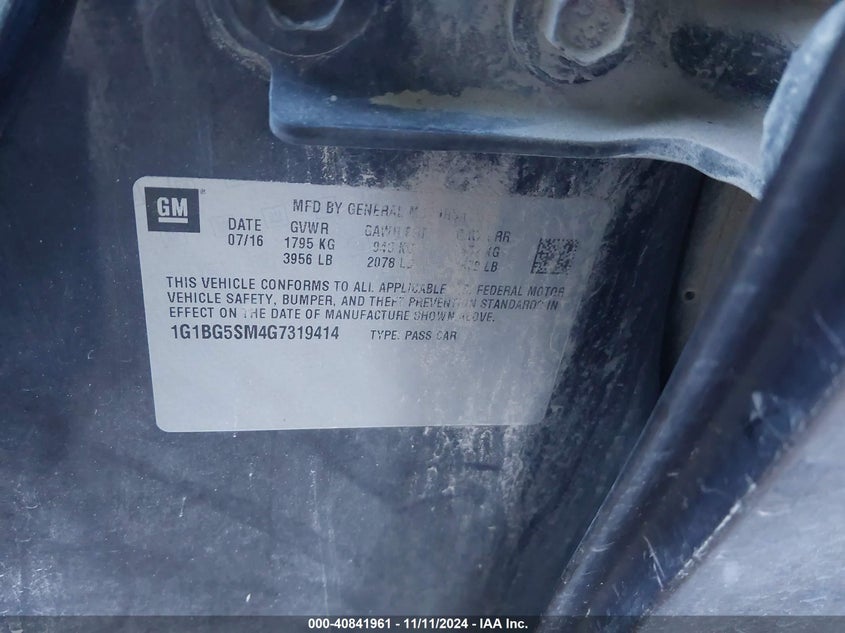 GM
MFD BY GENERAL
DATE GVWR
07/16 1795 KG
3956 LB 2078 LB LB
THIS VEHICLE CONFORMS TO ALL APPLICABLE U.S. FEDERAL MOTOR
VEHICLE SAFETY, BUMPER, AND THEFT PREVENTION STANDARDS IN
EFFECT ON THE DATE OF MANUFACTURE SHOWN ABOVE.
1G1BG5SM4G7319414 TYPE: PASS CAR
000-40841961 - 11/11/2024 - IAA Inc.